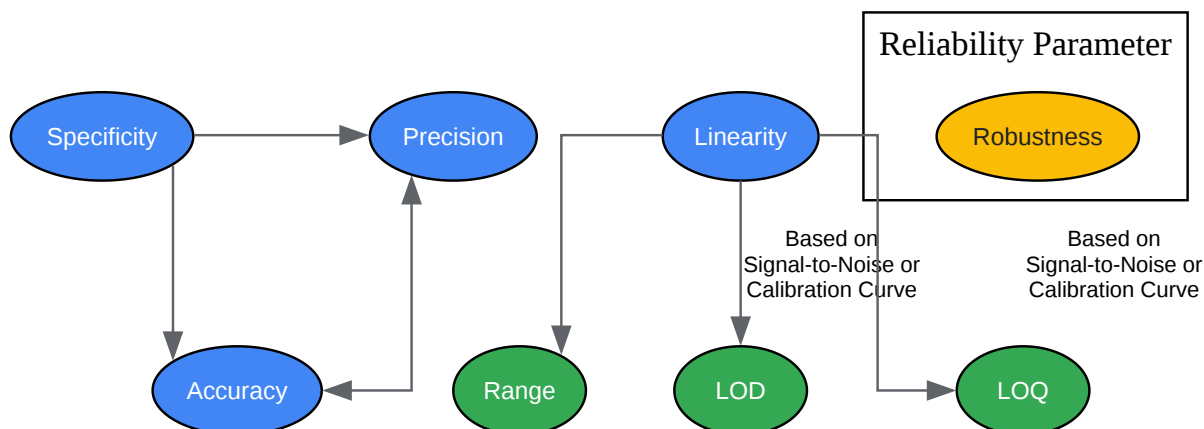 Reliability Parameter
Specificity
Precision
Linearity
Robustness
Based on
Signal-to-Noise or
Calibration Curve
Based on
Signal-to-Noise or
Calibration Curve
Accuracy
Range
LOD
LOQ